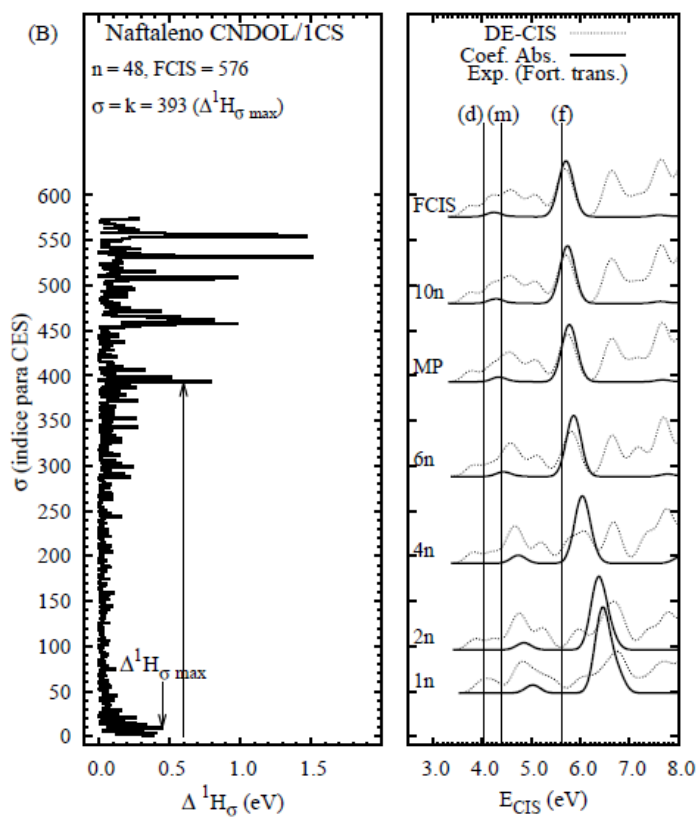 (B)
Naftaleno CNDOL/1CS
n = 48, FCIS = 576
σ = k = 393 (Δ¹Hσ max)
600
550
500
450
400
350
300
250
200
150
100
50
0
σ (indice para CES)
Δ¹Hσ max
0.0 0.5 1.0 1.5
Δ ¹Hσ (eV)
DE-CIS
Coef. Abs.
Exp. (Fort. trans.)
(d) (m) (f)
FCIS
10n
MP
6n
4n
2n
1n
3.0 4.0 5.0 6.0 7.0 8.0
E_CIS (eV)